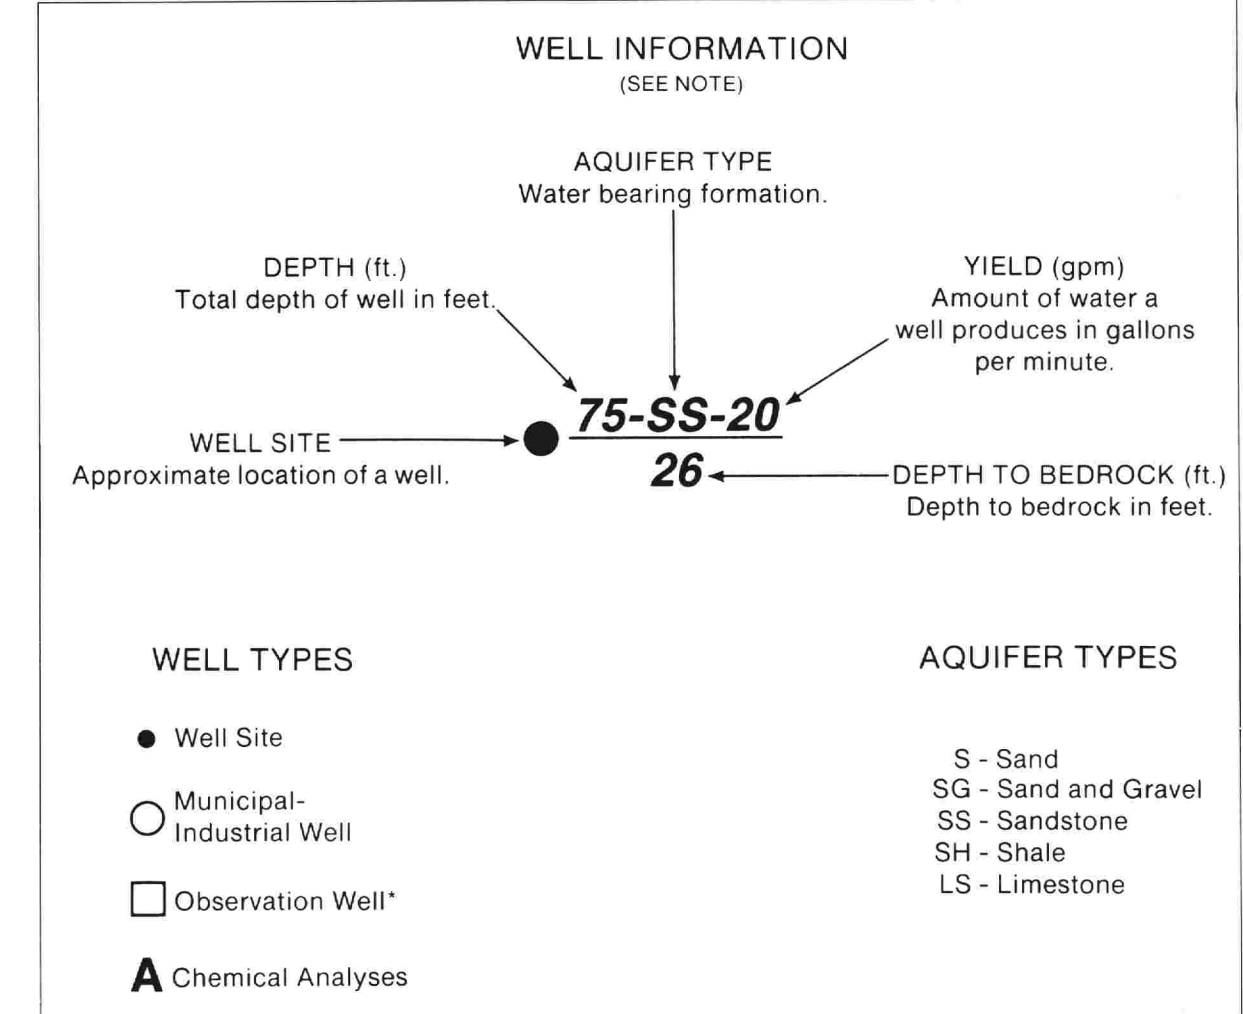 WELL INFORMATION
(SEE NOTE)
AQUIFER TYPE
Water bearing formation.
DEPTH (ft.)
Total depth of well in feet.
YIELD (gpm)
Amount of water a
well produces in gallons
per minute.
75-SS-20
26
WELL SITE
Approximate location of a well.
DEPTH TO BEDROCK (ft.)
Depth to bedrock in feet.
WELL TYPES
Well Site
Municipal-
Industrial Well
Observation Well*
A Chemical Analyses
AQUIFER TYPES
S - Sand
SG - Sand and Gravel
SS - Sandstone
SH - Shale
LS - Limestone